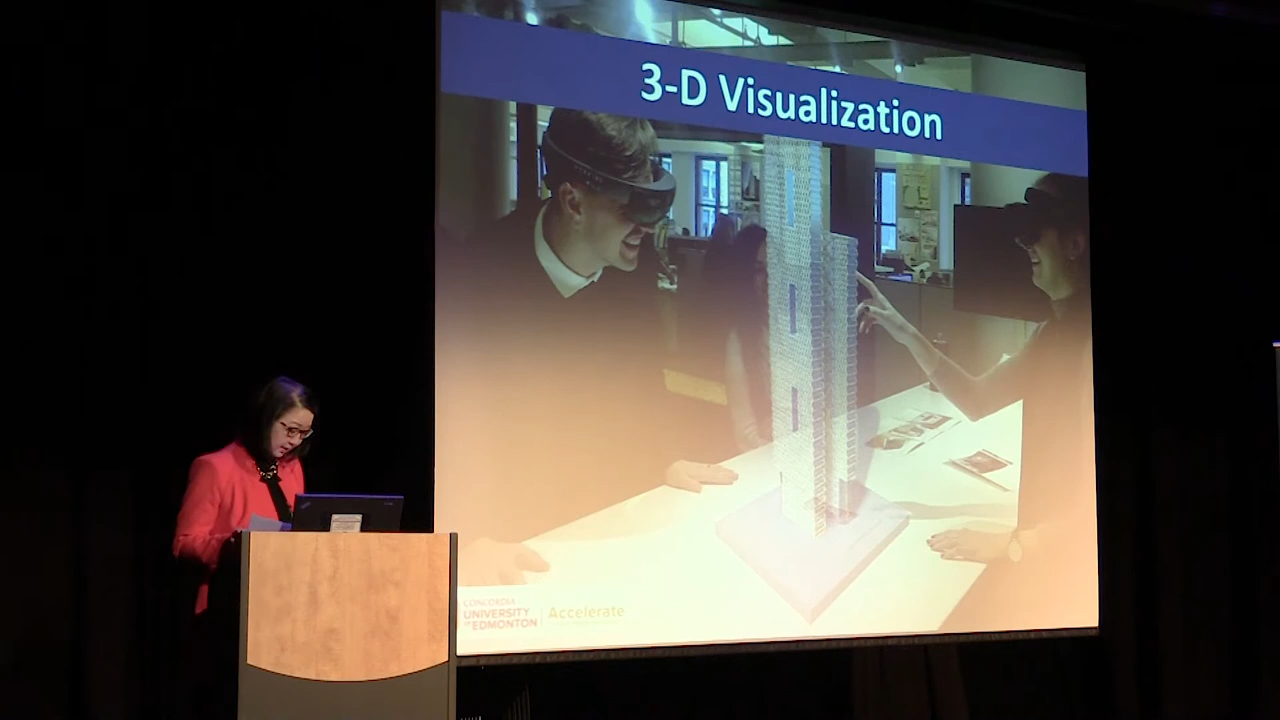 3-D Visualization
CONCORDIA
UNIVERSITY
OF EDMONTON
Accelerate